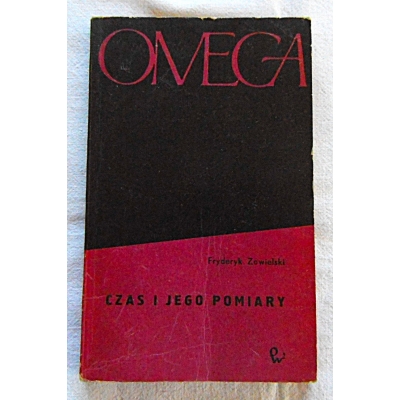 OMEGA
Fryderyk Zawielski
CZAS I JEGO POMIARY